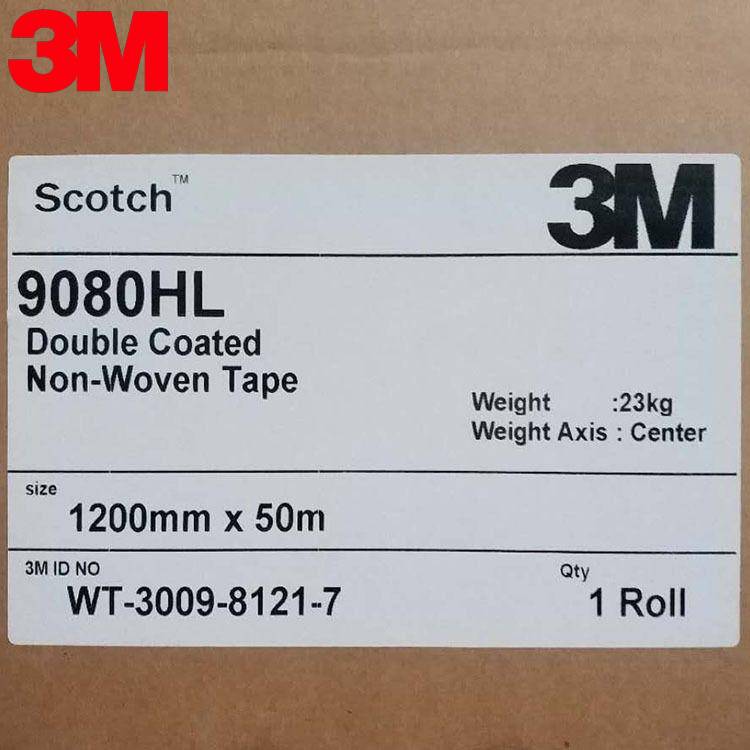 3M
Scotch™ 3M
9080HL
Double Coated
Non-Woven Tape
Weight :23kg
Weight Axis : Center
size
1200mm x 50m
3M ID NO Qty
WT-3009-8121-7 1 Roll